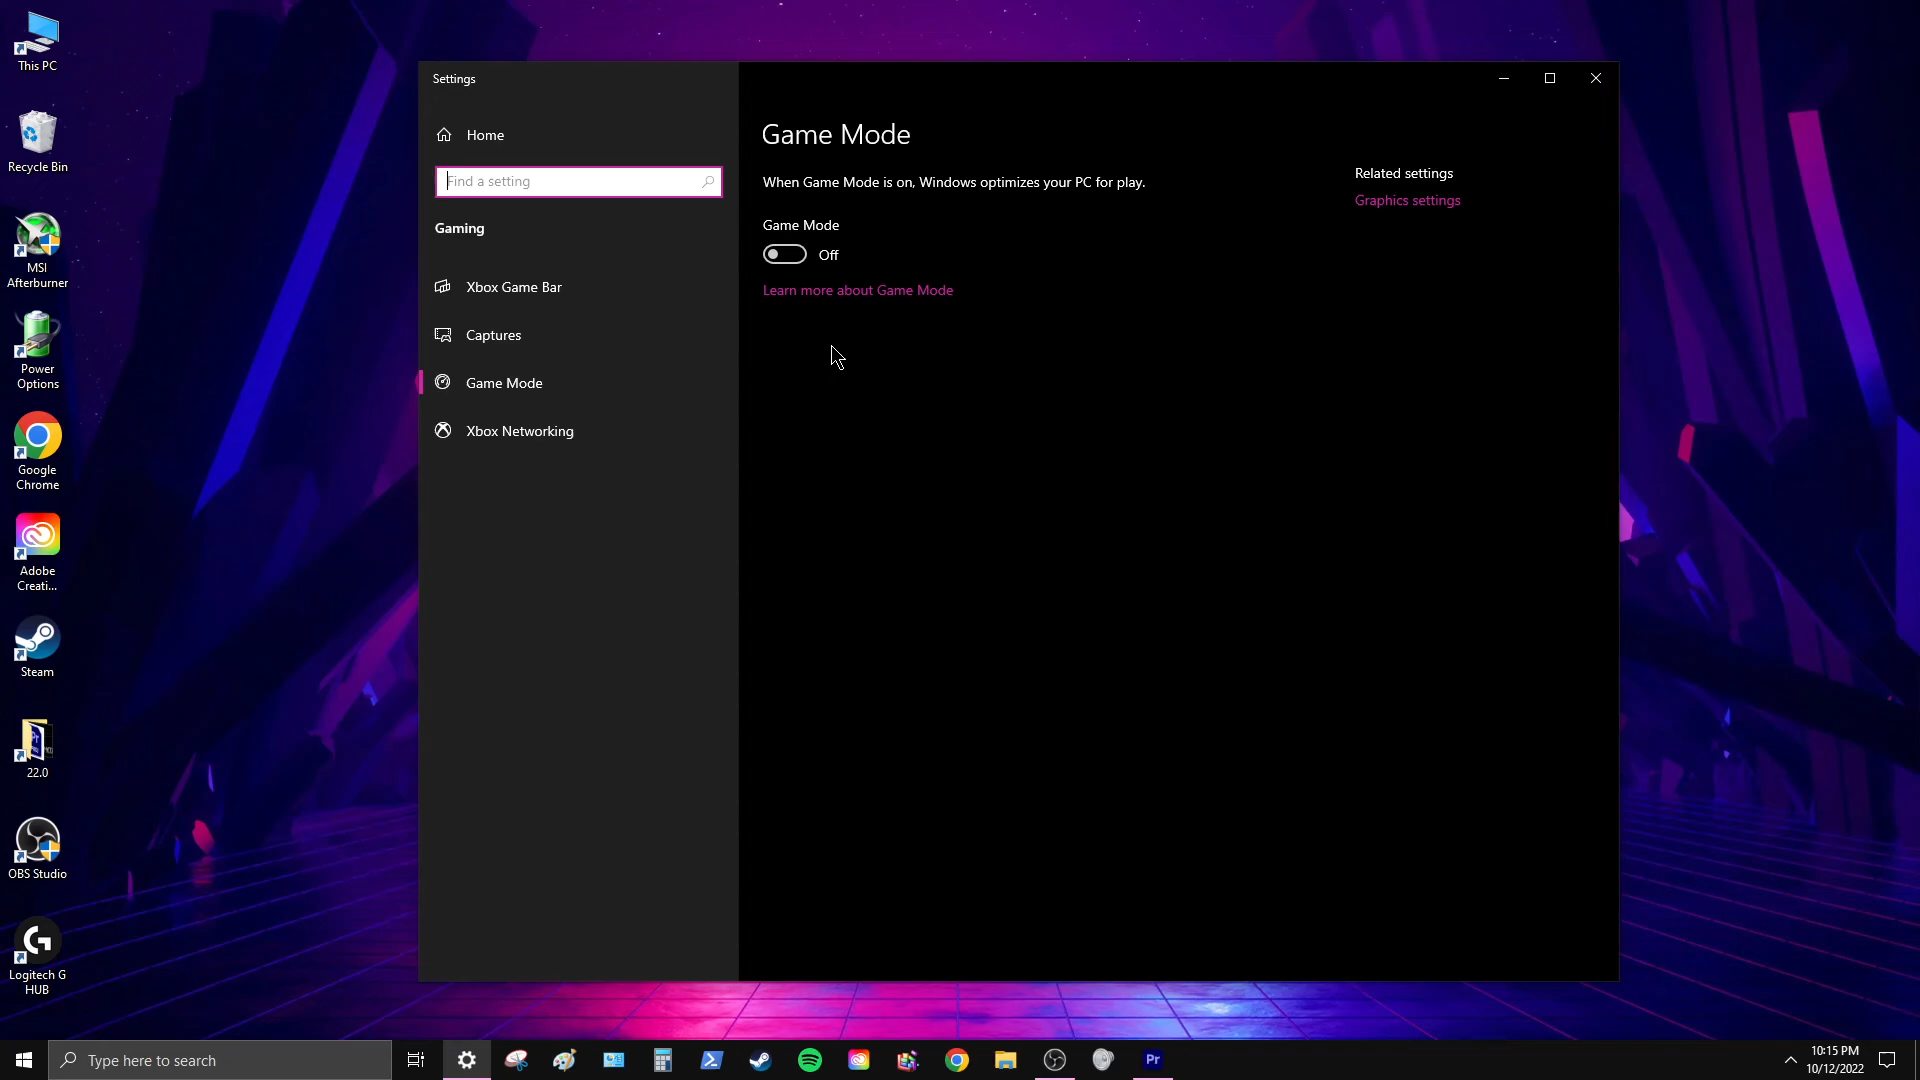 This PC
Recycle Bin
MSI
Afterburner
Power
Options
Google
Chrome
Adobe
Creati...
Steam
22.0
OBS Studio
Logitech G
HUB
Settings
Home
Find a setting
Gaming
Xbox Game Bar
Captures
Game Mode
Xbox Networking
Game Mode
When Game Mode is on, Windows optimizes your PC for play.
Game Mode
Off
Learn more about Game Mode
Related settings
Graphics settings
Type here to search
Pr
10:15 PM
10/12/2022